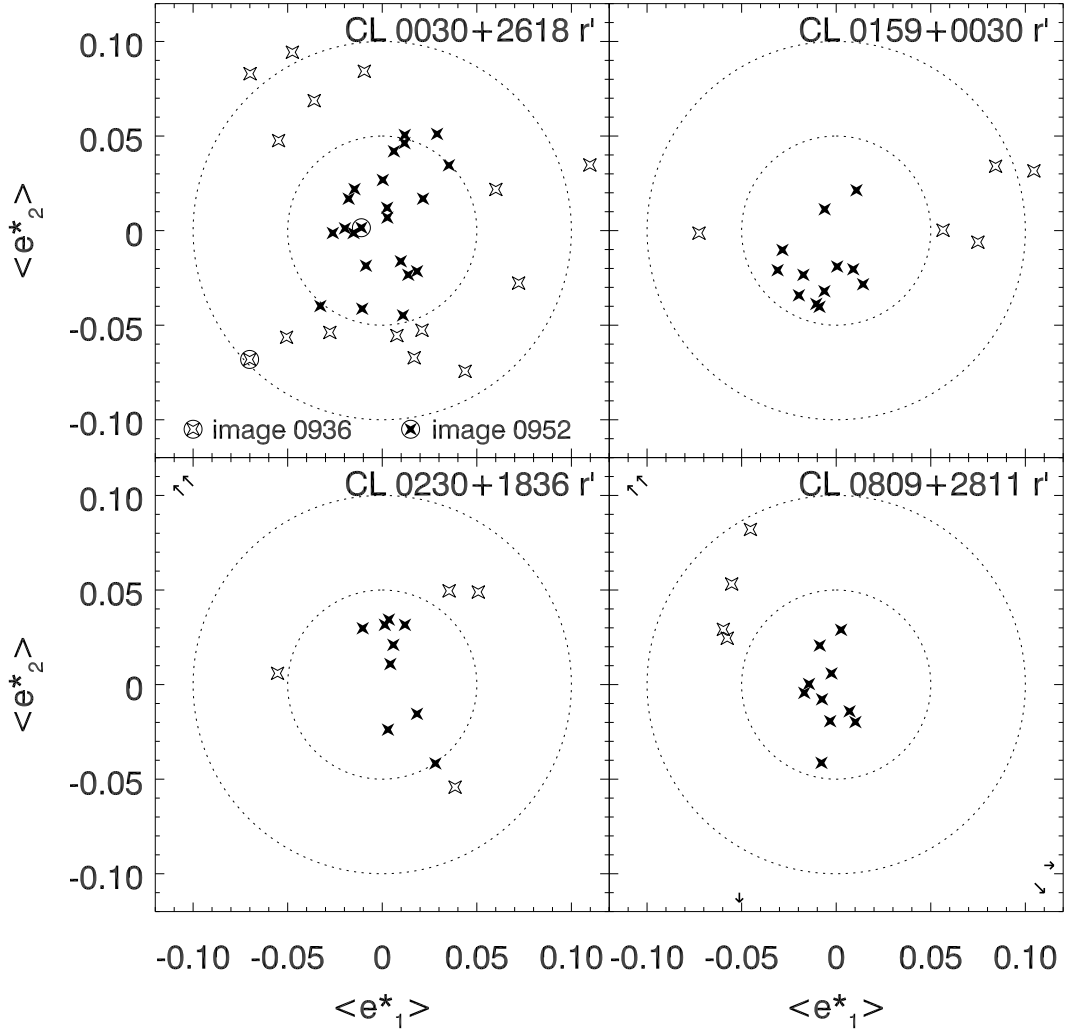 CL 0030+2618 r'
CL 0159+0030 r'
0.10
0.05
0
-0.05
-0.10
<e*2>
image 0936
image 0952
CL 0230+1836 r'
CL 0809+2811 r'
0.10
0.05
0
-0.05
-0.10
<e*2>
-0.10 -0.05 0 0.05 0.10
-0.10 -0.05 0 0.05 0.10
<e*1>
<e*1>